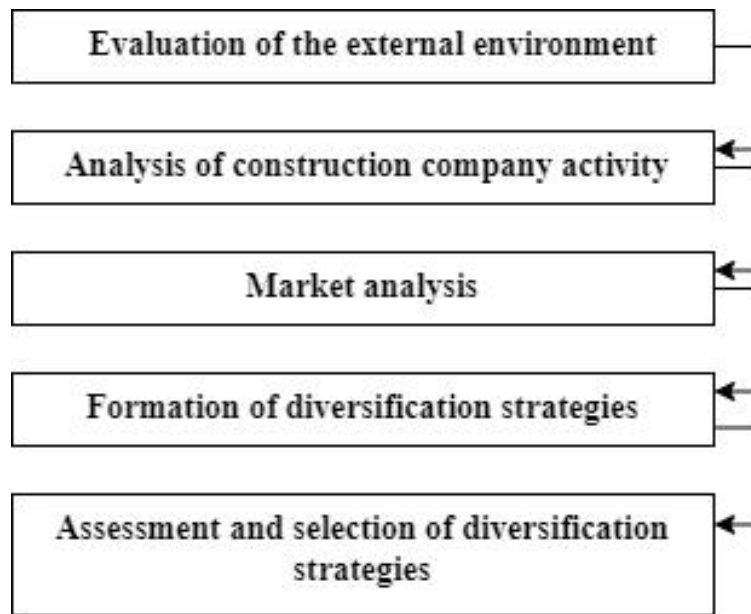 Evaluation of the external environment
Analysis of construction company activity
Market analysis
Formation of diversification strategies
Assessment and selection of diversification
strategies